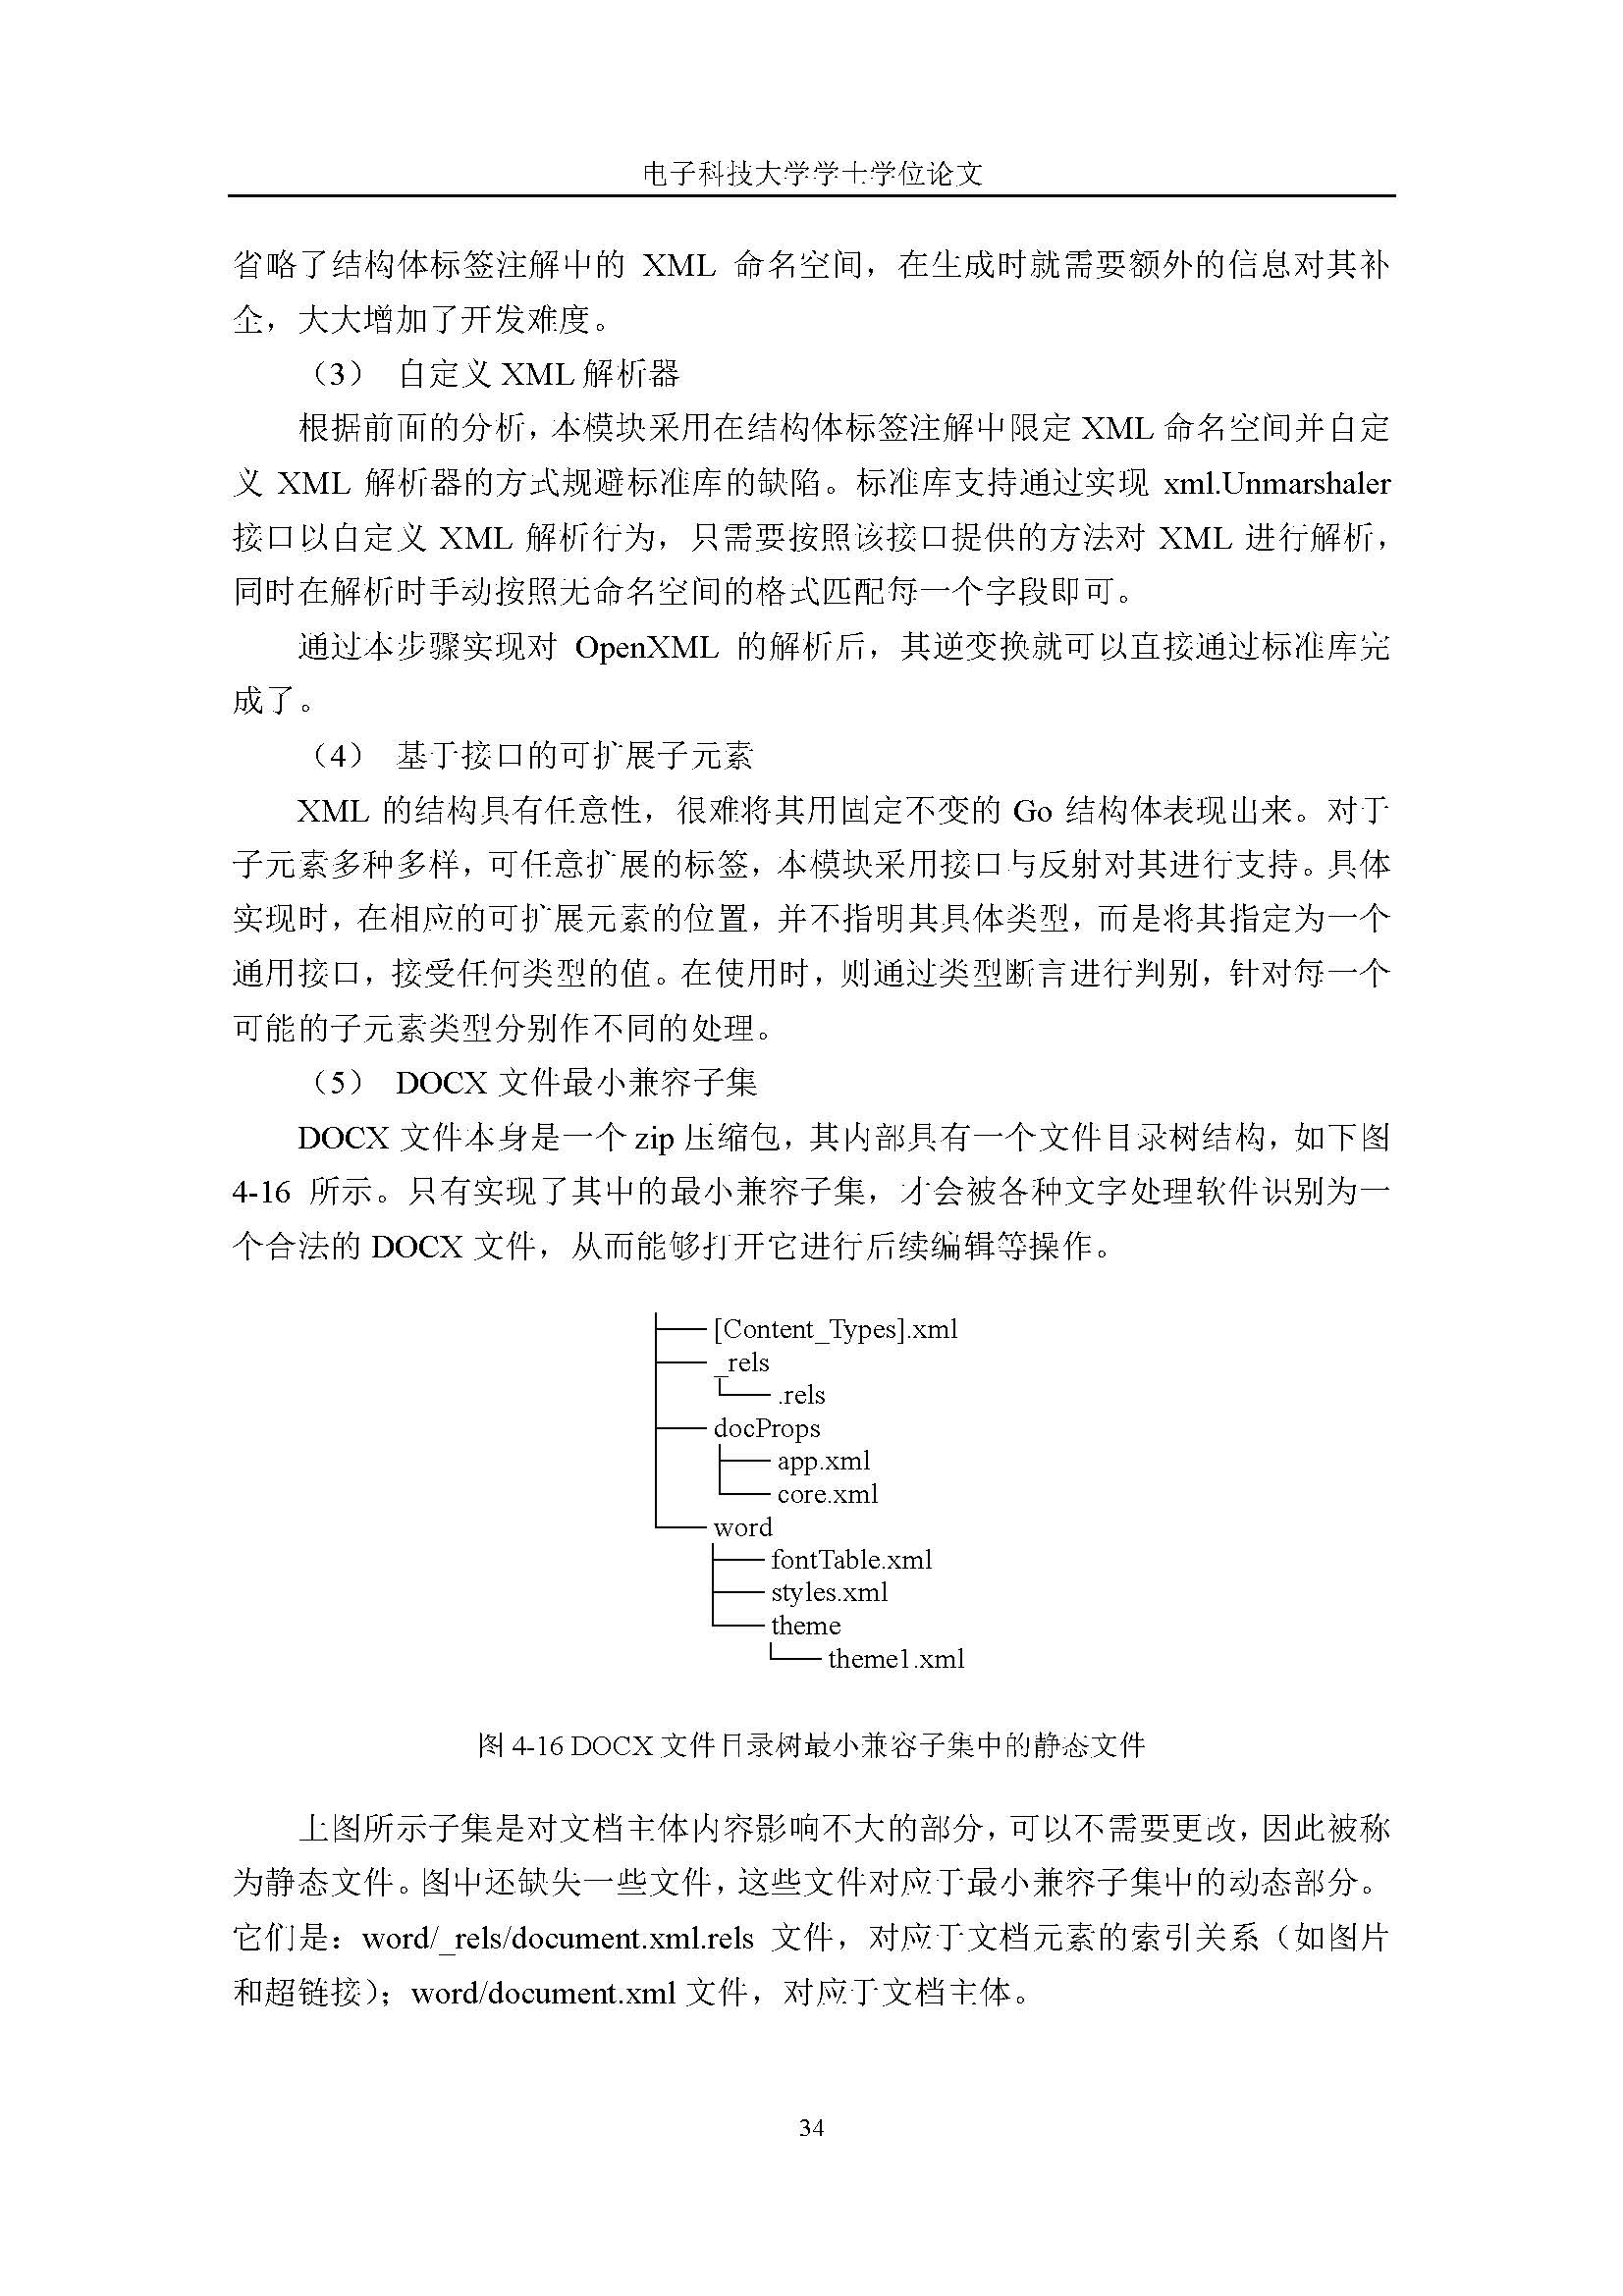 电子科技大学学士学位论文
省略了结构体标签注解中的 XML 命名空间，在生成时就需要额外的信息对其补
全，大大增加了开发难度。
（3） 自定义 XML 解析器
根据前面的分析，本模块采用在结构体标签注解中限定 XML 命名空间并自定
义 XML 解析器的方式规避标准库的缺陷。标准库支持通过实现 xml.Unmarshaler
接口以自定义 XML 解析行为，只需要按照该接口提供的方法对 XML 进行解析，
同时在解析时手动按照无命名空间的格式匹配每一个字段即可。
通过本步骤实现对 OpenXML 的解析后，其逆变换就可以直接通过标准库完
成了。
（4） 基于接口的可扩展子元素
XML 的结构具有任意性，很难将其用固定不变的 Go 结构体表现出来。对于
子元素多种多样，可任意扩展的标签，本模块采用接口与反射对其进行支持。具体
实现时，在相应的可扩展元素的位置，并不指明其具体类型，而是将其指定为一个
通用接口，接受任何类型的值。在使用时，则通过类型断言进行判别，针对每一个
可能的子元素类型分别作不同的处理。
（5） DOCX 文件最小兼容子集
DOCX 文件本身是一个 zip 压缩包，其内部具有一个文件目录树结构，如下图
4-16 所示。只有实现了其中的最小兼容子集，才会被各种文字处理软件识别为一
个合法的 DOCX 文件，从而能够打开它进行后续编辑等操作。
[Content_Types].xml
_rels
.rels
docProps
app.xml
core.xml
word
fontTable.xml
styles.xml
theme
theme1.xml
图 4-16 DOCX 文件目录树最小兼容子集中的静态文件
上图所示子集是对文档主体内容影响不大的部分，可以不需要更改，因此被称
为静态文件。图中还缺失一些文件，这些文件对应于最小兼容子集中的动态部分。
它们是：word/_rels/document.xml.rels 文件，对应于文档元素的索引关系（如图片
和超链接）；word/document.xml 文件，对应于文档主体。
34